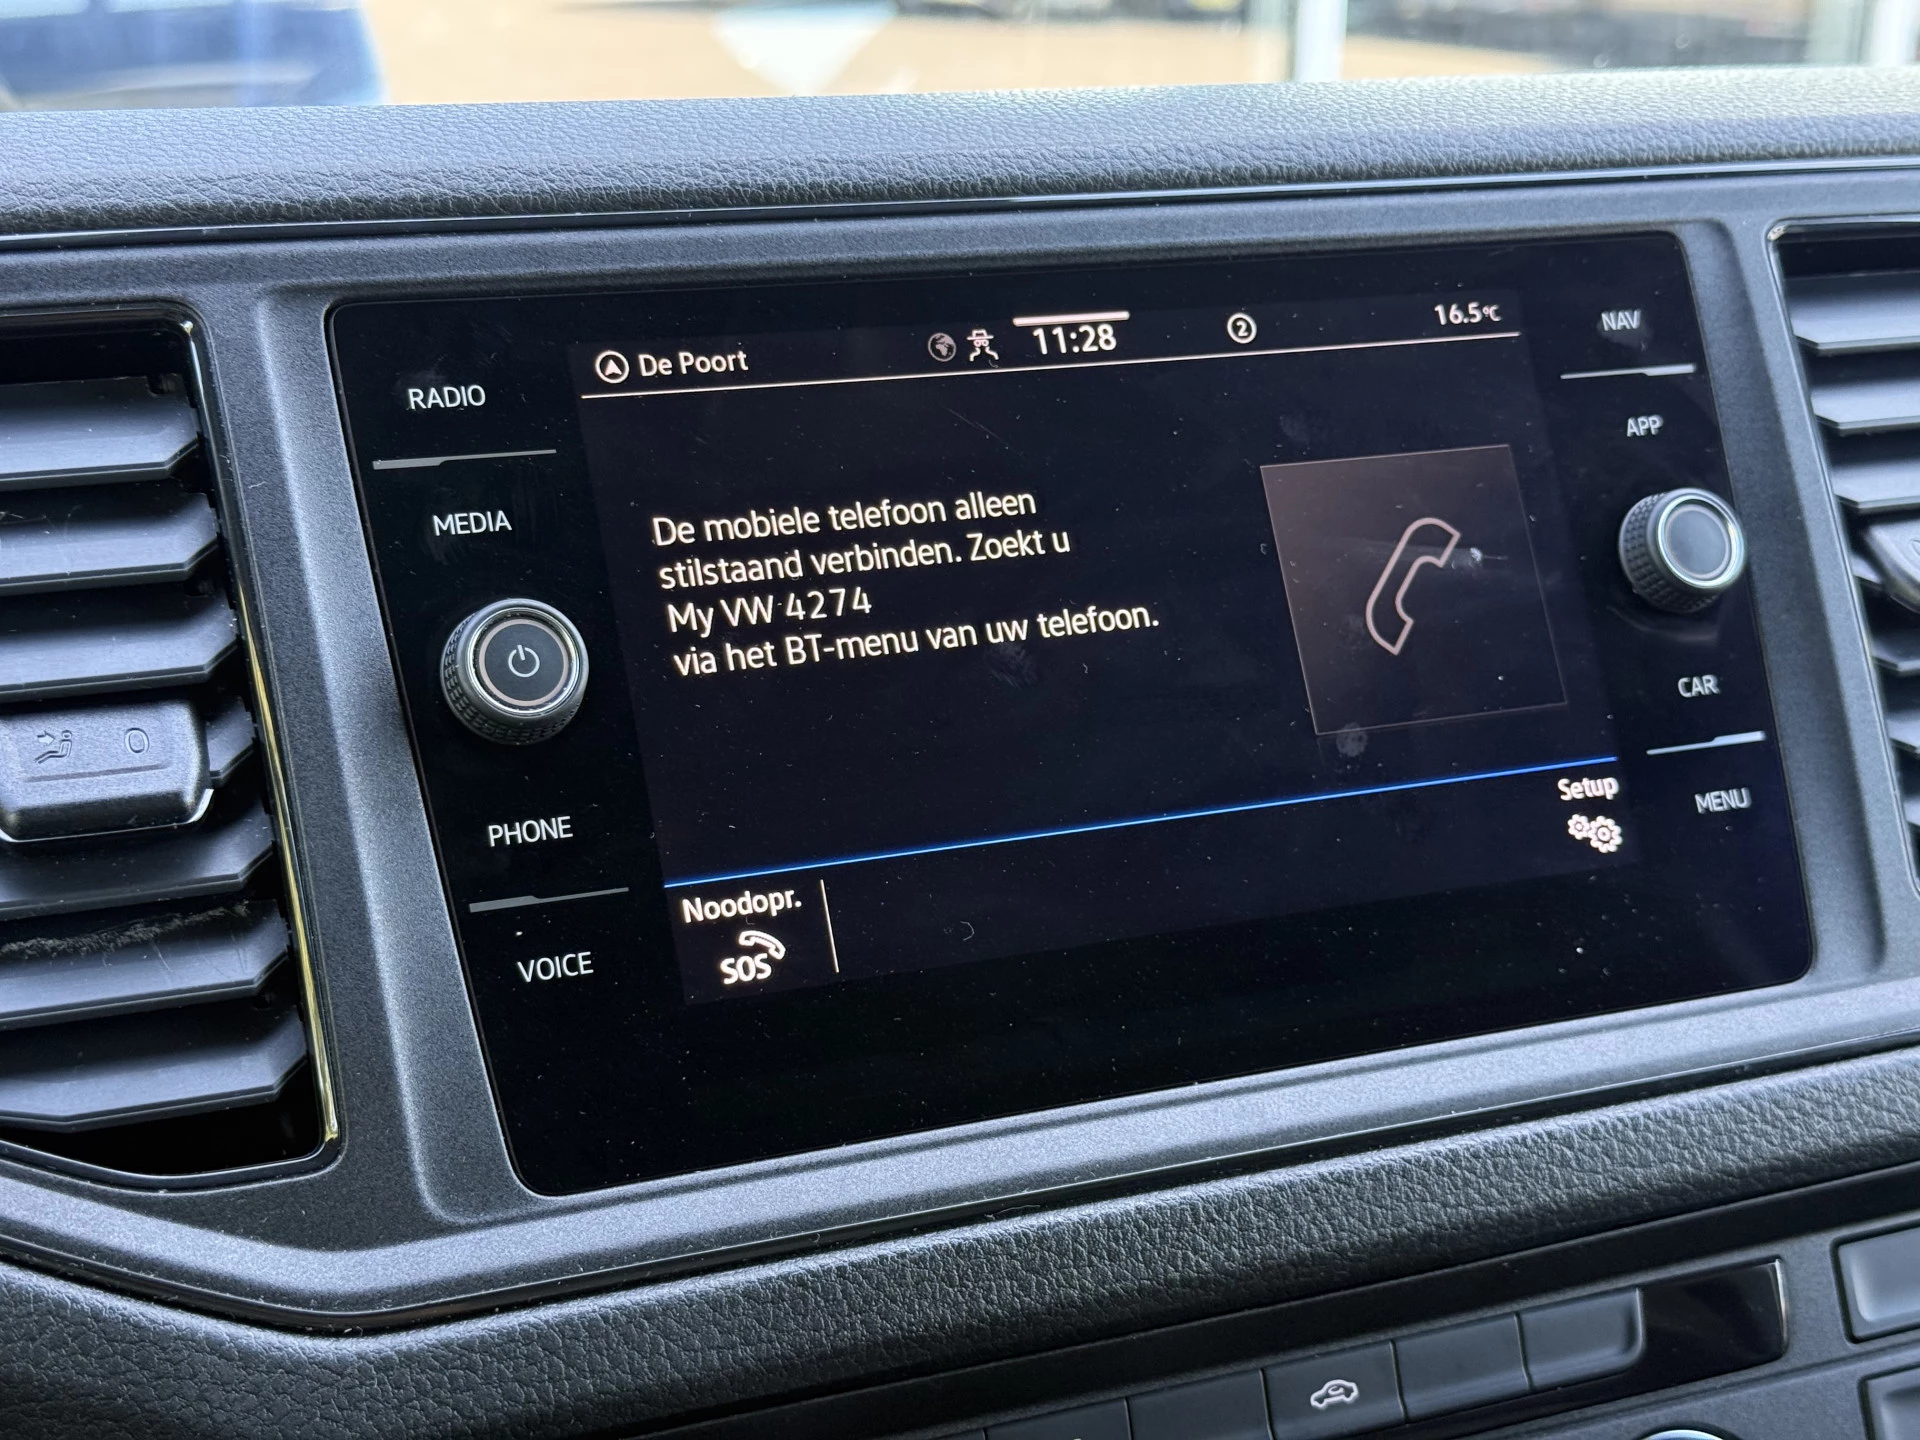 De Poort
11:28
2
16.5°C
NAV
RADIO
APP
MEDIA
De mobiele telefoon alleen
stilstaand verbinden. Zoekt u
My VW 4274
via het BT-menu van uw telefoon.
CAR
0
PHONE
Setup
MENU
Noodopr.
SOS
VOICE